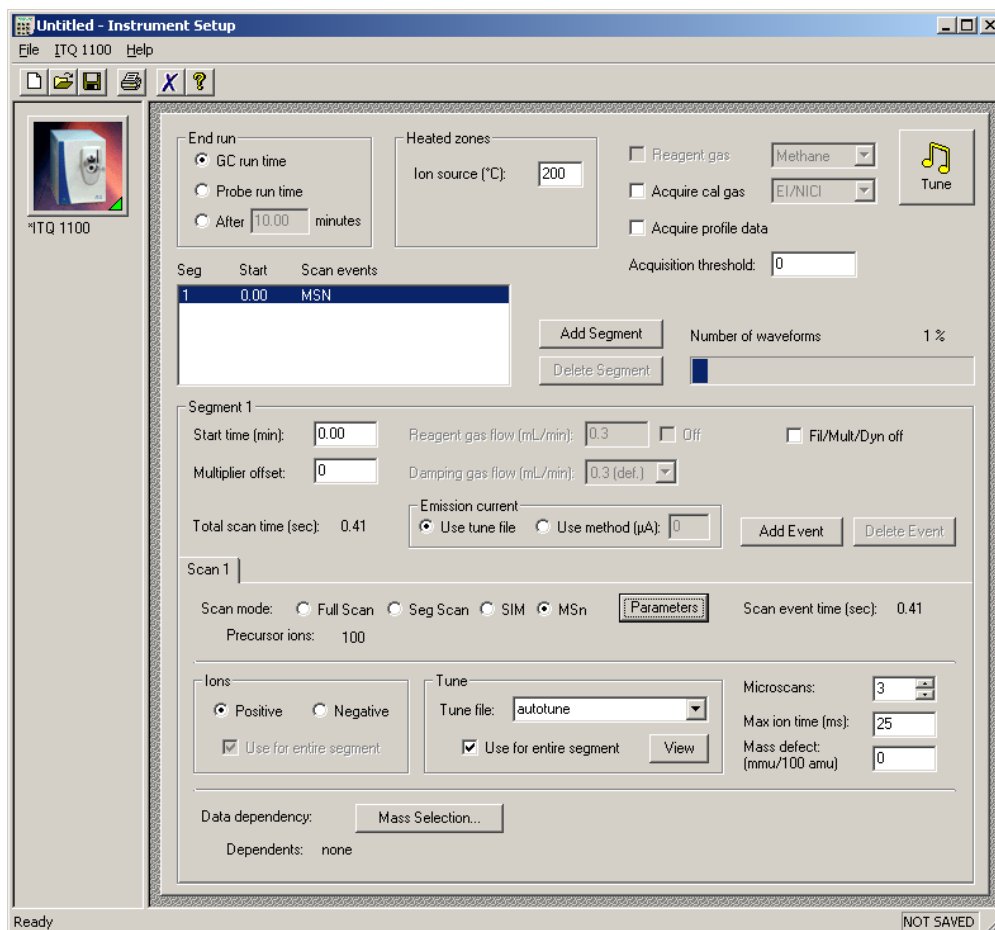 Untitled - Instrument Setup
File ITQ 1100 Help
*ITQ 1100
End run
GC run time
Probe run time
After 10.00 minutes
Heated zones
Ion source (°C): 200
Reagent gas Methane
Acquire cal gas EI/NICI
Acquire profile data
Acquisition threshold: 0
Tune
Seg Start Scan events
1 0.00 MSN
Add Segment
Delete Segment
Number of waveforms 1 %
Segment 1
Start time (min): 0.00 Reagent gas flow (mL/min): 0.3 Off Fil/Mult/Dyn off
Multiplier offset: 0 Damping gas flow (mL/min): 0.3 (def.)
Emission current
Total scan time (sec): 0.41 Use tune file Use method (µA): 0 Add Event Delete Event
Scan 1
Scan mode: Full Scan Seg Scan SIM MSn Parameters Scan event time (sec): 0.41
Precursor ions: 100
Ions
Positive Negative
Use for entire segment
Tune
Tune file: autotune
Use for entire segment View
Microscans: 3
Max ion time (ms): 25
Mass defect: 0
(mmu/100 amu)
Data dependency: Mass Selection...
Dependents: none
Ready NOT SAVED